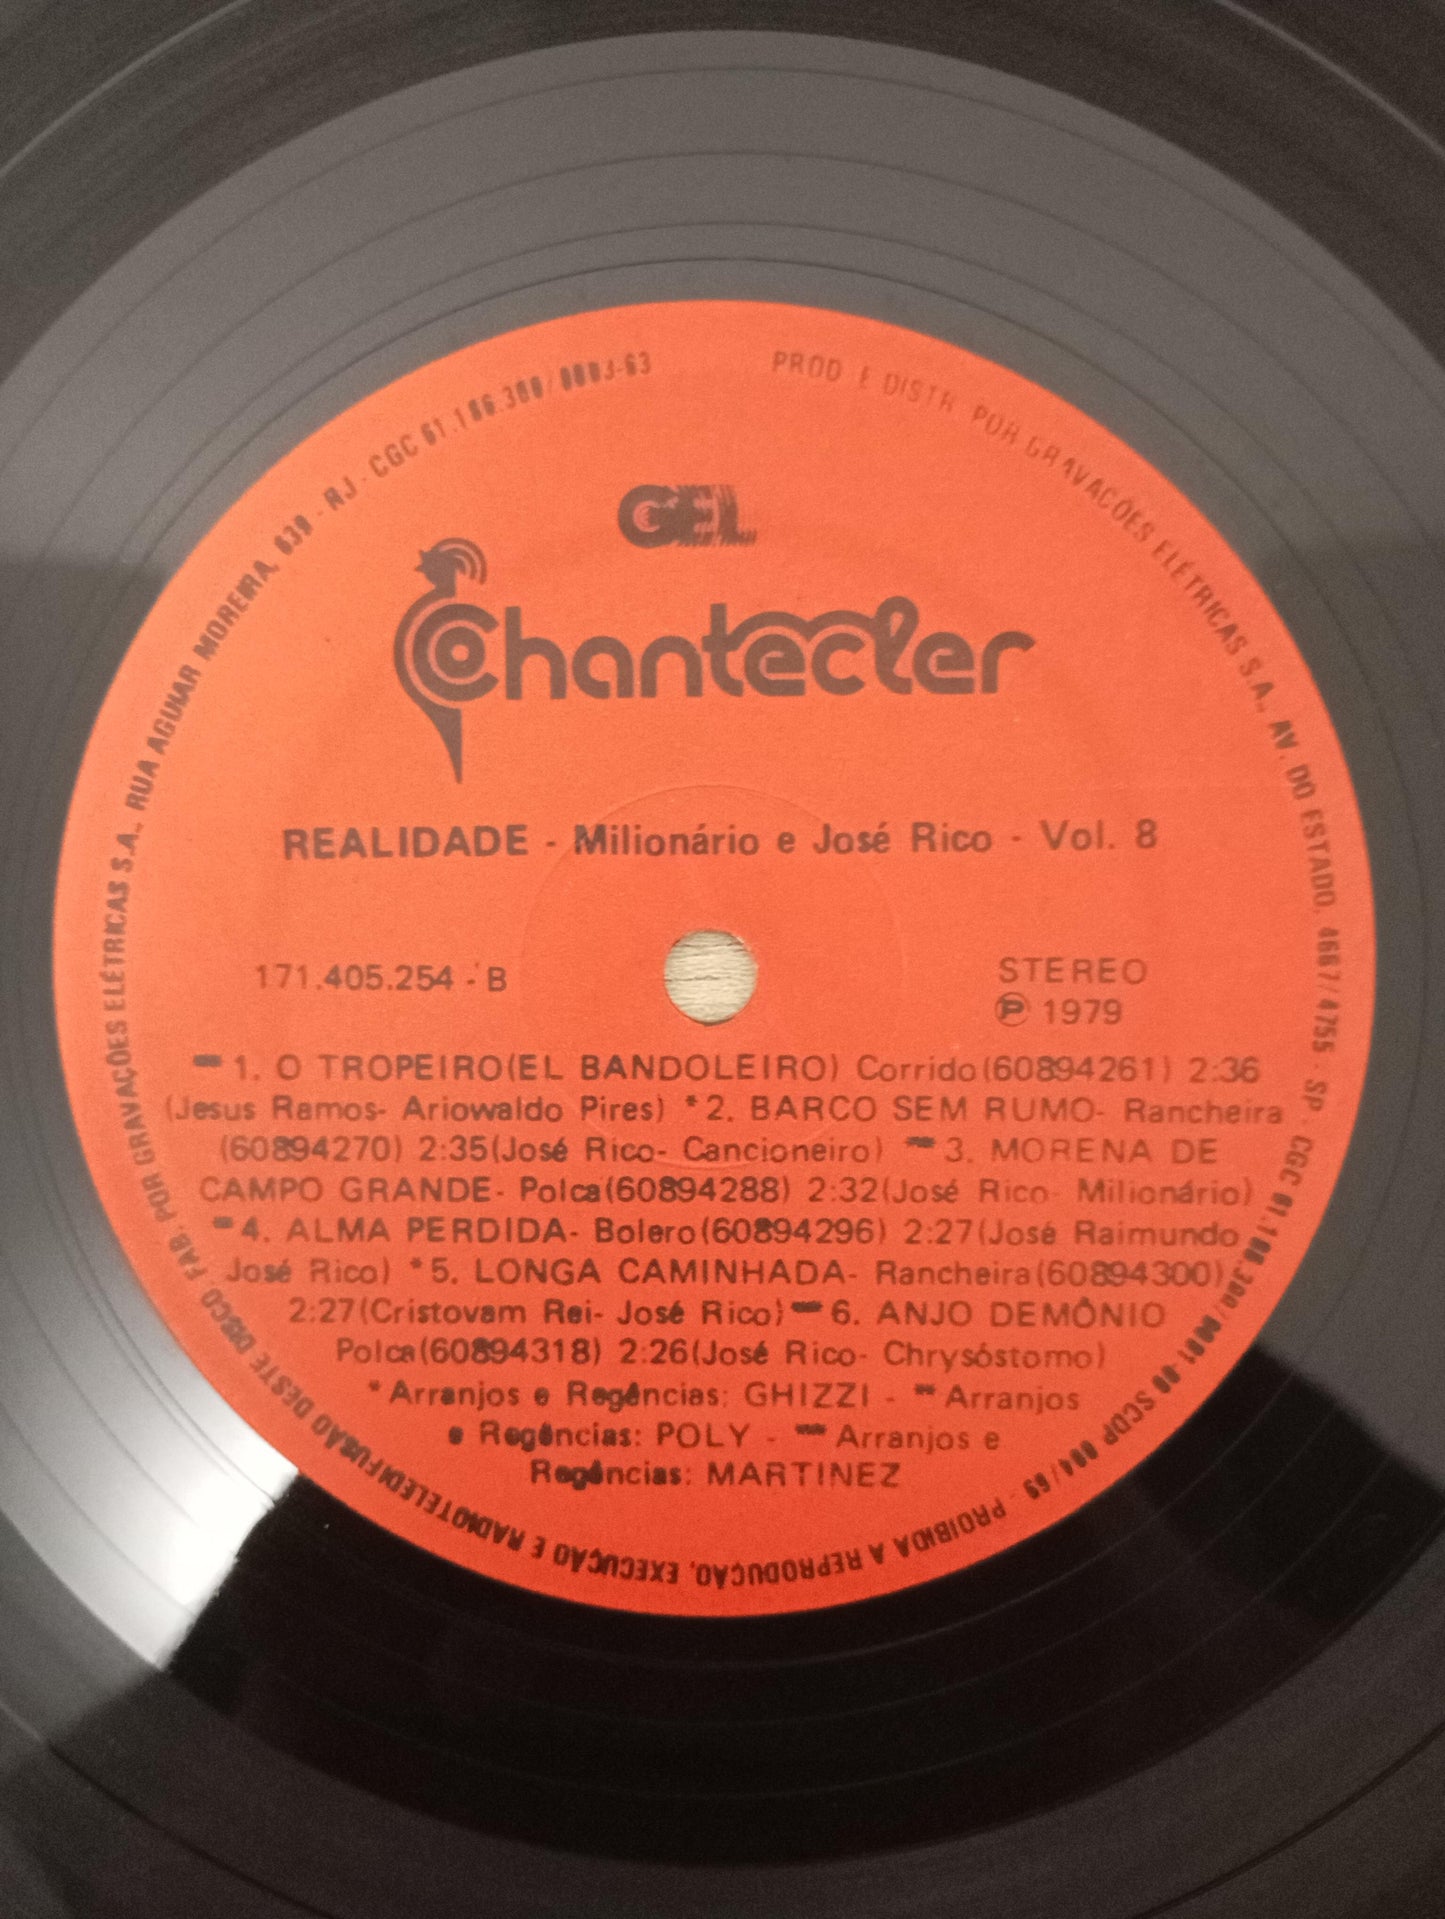 GEL
Chantecler
REALIDADE - Milionário e José Rico - Vol. 8
171.405.254 - B
STEREO
Ⓟ 1979
** 1. O TROPEIRO(EL BANDOLEIRO) Corrido(60894261) 2:36
(Jesus Ramos- Ariowaldo Pires) *2. BARCO SEM RUMO- Rancheira
(60894270) 2:35(José Rico- Cancioneiro) ***3. MORENA DE
CAMPO GRANDE- Polca(60894288) 2:32(José Rico- Milionário)
**4. ALMA PERDIDA- Bolero(60894296) 2:27(José Raimundo
José Rico) *5. LONGA CAMINHADA- Rancheira(60894300)
2:27(Cristovam Rei- José Rico)***6. ANJO DEMÔNIO
Polca(60894318) 2:26(José Rico- Chrysóstomo)
* Arranjos e Regências: GHIZZI - ** Arranjos
e Regências: POLY - *** Arranjos e
Regências: MARTINEZ
PROD E DISTR. POR GRAVAÇÕES ELÉTRICAS S.A., AV. DO ESTADO, 4667/4755 - SP - CGC 61.186.300/0001-00 SCDP 004/69 - PROIBIDA A REPRODUÇÃO, EXECUÇÃO E RADIOTELEDIFUSÃO DESTE DISCO. FAB. POR GRAVAÇÕES ELÉTRICAS S.A., RUA AGUIAR MOREIRA, 630 - RJ - CGC 61.186.300/0003-63